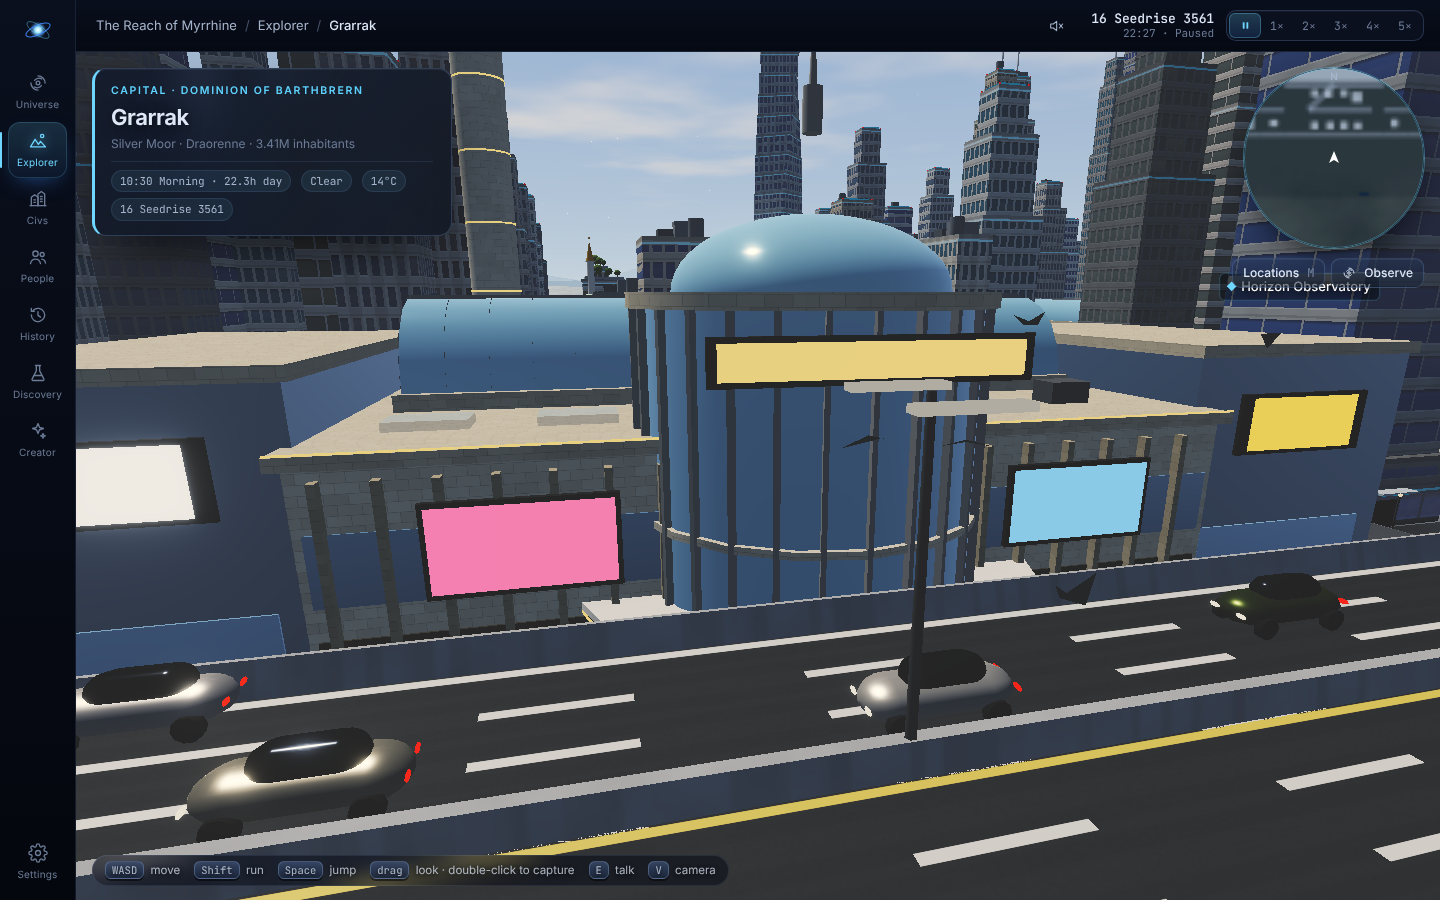 The Reach of Myrrhine / Explorer / Grarrak
16 Seedrise 3561
22:27 · Paused
1× 2× 3× 4× 5×
Universe
Explorer
Civs
People
History
Discovery
Creator
Settings
CAPITAL · DOMINION OF BARTHBRERN
Grarrak
Silver Moor · Draorenne · 3.41M inhabitants
10:30 Morning · 22.3h day
Clear
14°C
16 Seedrise 3561
N
Locations M
Observe
Horizon Observatory
WASD move Shift run Space jump drag look · double-click to capture E talk V camera